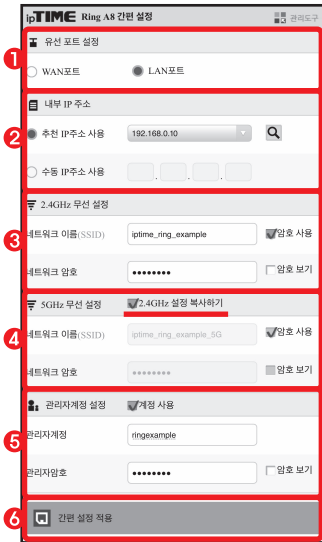 ipTIME Ring A8 간편 설정 관리도구
1 유선 포트 설정
WAN포트 LAN포트
2 내부 IP 주소
추천 IP주소 사용 192.168.0.10
수동 IP주소 사용 . . .
3 2.4GHz 무선 설정
네트워크 이름(SSID) iptime_ring_example 암호 사용
네트워크 암호 •••••••• 암호 보기
4 5GHz 무선 설정 2.4GHz 설정 복사하기
네트워크 이름(SSID) iptime_ring_example_5G 암호 사용
네트워크 암호 •••••••• 암호 보기
5 관리자계정 설정 계정 사용
관리자계정 ringexample
관리자암호 •••••••• 암호 보기
6 간편 설정 적용